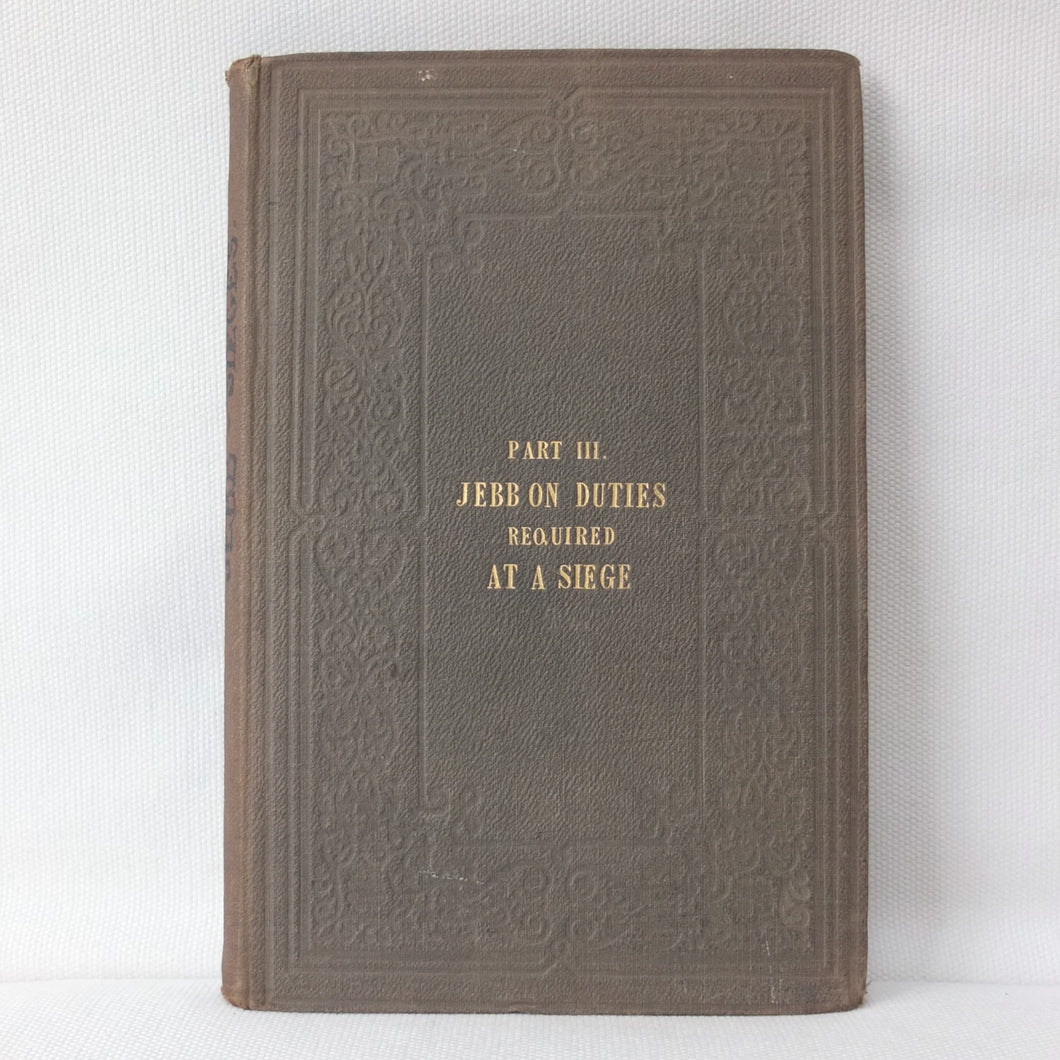 PART III.
JEBB ON DUTIES
REQUIRED
AT A SIEGE